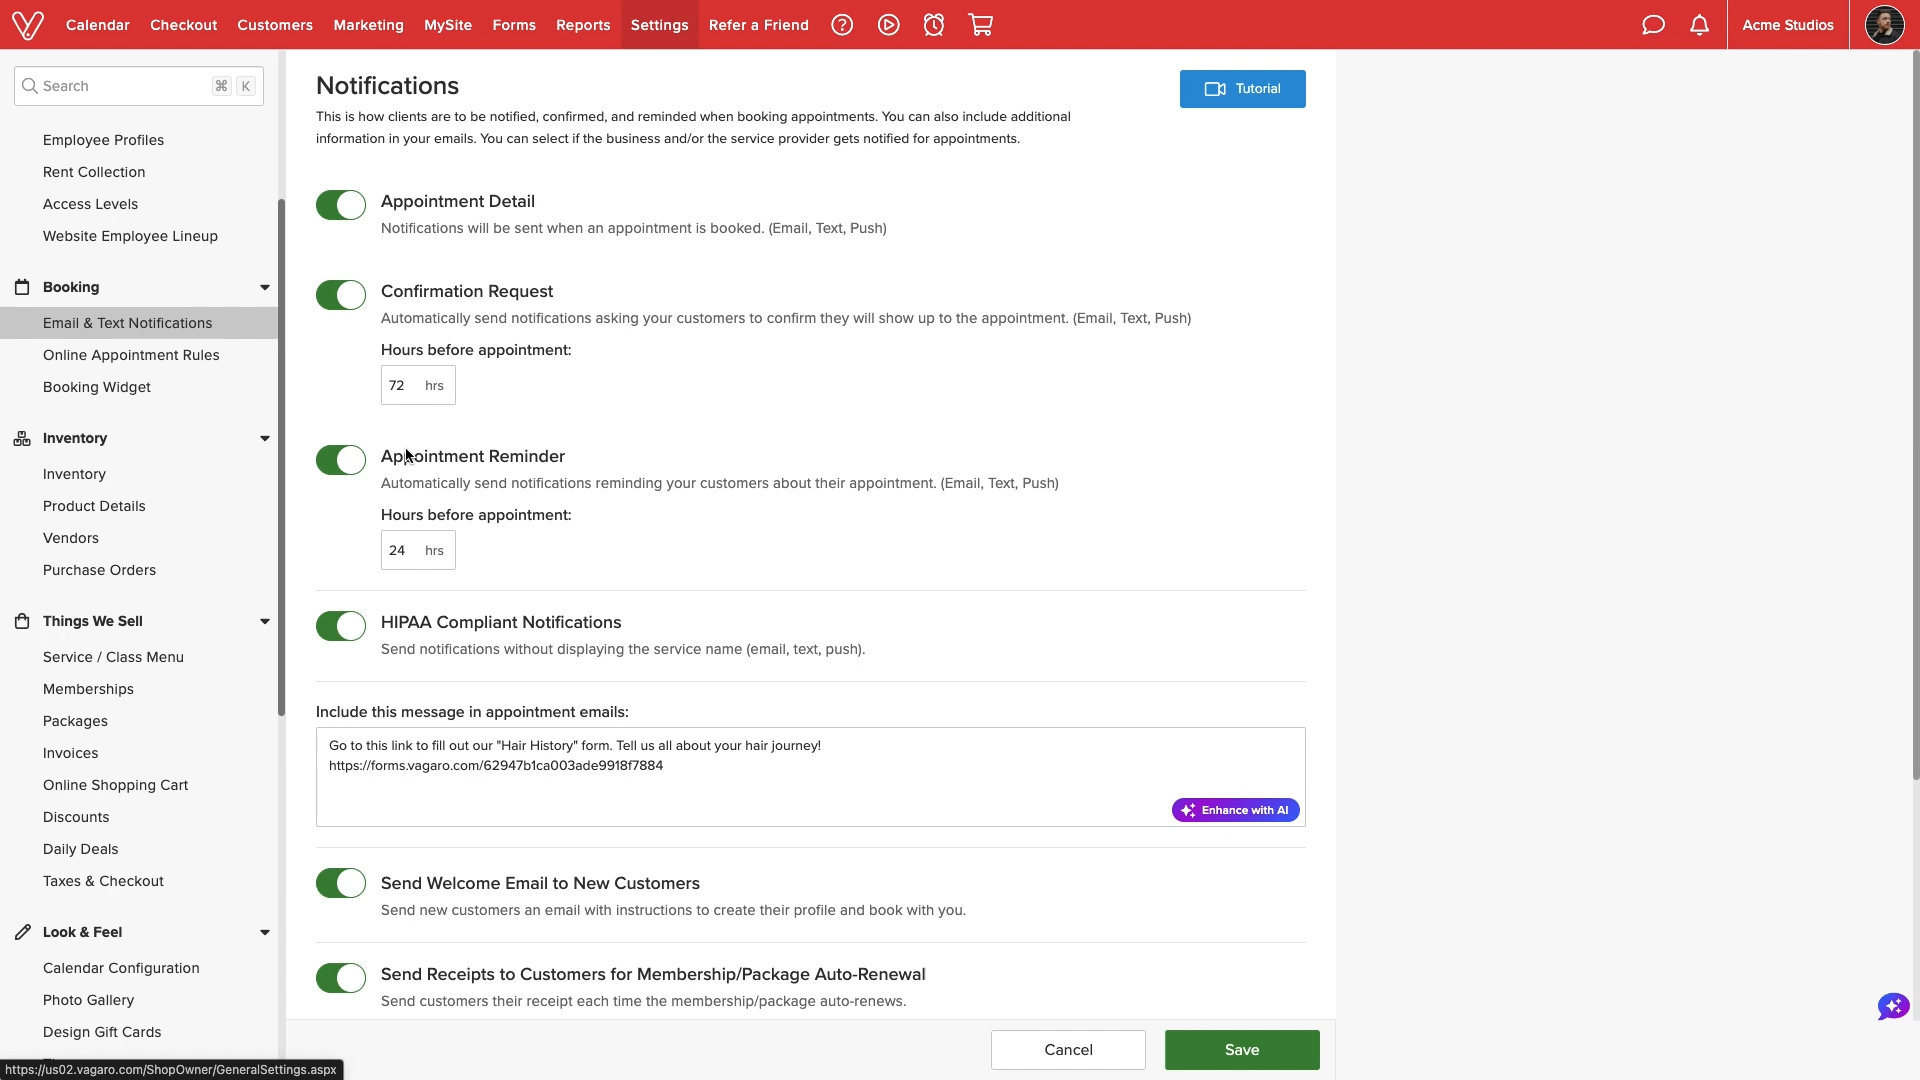 Calendar Checkout Customers Marketing MySite Forms Reports Settings Refer a Friend Acme Studios
Search ⌘ K
Employee Profiles
Rent Collection
Access Levels
Website Employee Lineup
Booking
Email & Text Notifications
Online Appointment Rules
Booking Widget
Inventory
Inventory
Product Details
Vendors
Purchase Orders
Things We Sell
Service / Class Menu
Memberships
Packages
Invoices
Online Shopping Cart
Discounts
Daily Deals
Taxes & Checkout
Look & Feel
Calendar Configuration
Photo Gallery
Design Gift Cards
https://us02.vagaro.com/ShopOwner/GeneralSettings.aspx
Notifications
Tutorial
This is how clients are to be notified, confirmed, and reminded when booking appointments. You can also include additional
information in your emails. You can select if the business and/or the service provider gets notified for appointments.
Appointment Detail
Notifications will be sent when an appointment is booked. (Email, Text, Push)
Confirmation Request
Automatically send notifications asking your customers to confirm they will show up to the appointment. (Email, Text, Push)
Hours before appointment:
72 hrs
Appointment Reminder
Automatically send notifications reminding your customers about their appointment. (Email, Text, Push)
Hours before appointment:
24 hrs
HIPAA Compliant Notifications
Send notifications without displaying the service name (email, text, push).
Include this message in appointment emails:
Go to this link to fill out our "Hair History" form. Tell us all about your hair journey!
https://forms.vagaro.com/62947b1ca003ade9918f7884
Enhance with AI
Send Welcome Email to New Customers
Send new customers an email with instructions to create their profile and book with you.
Send Receipts to Customers for Membership/Package Auto-Renewal
Send customers their receipt each time the membership/package auto-renews.
Cancel Save